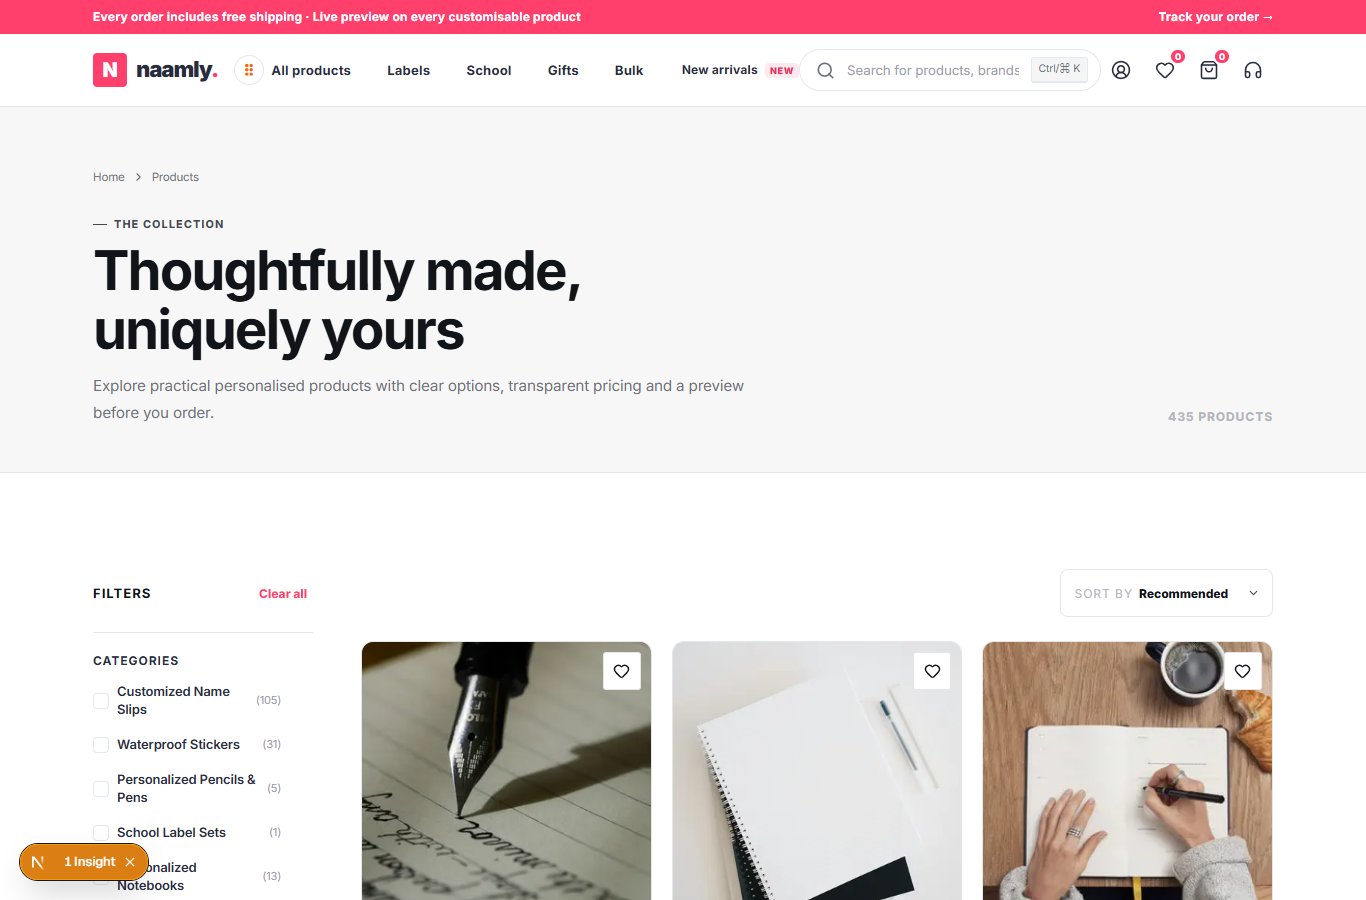 Every order includes free shipping · Live preview on every customisable product
Track your order →
N naamly.
All products
Labels
School
Gifts
Bulk
New arrivals NEW
Search for products, brands
Ctrl/⌘ K
0
0
Home > Products
— THE COLLECTION
Thoughtfully made,
uniquely yours
Explore practical personalised products with clear options, transparent pricing and a preview
before you order.
435 PRODUCTS
FILTERS
Clear all
SORT BY Recommended
CATEGORIES
Customized Name
Slips
(105)
Waterproof Stickers (31)
Personalized Pencils &
Pens
(5)
School Label Sets (1)
N 1 Insight ×
Notebooks
(13)